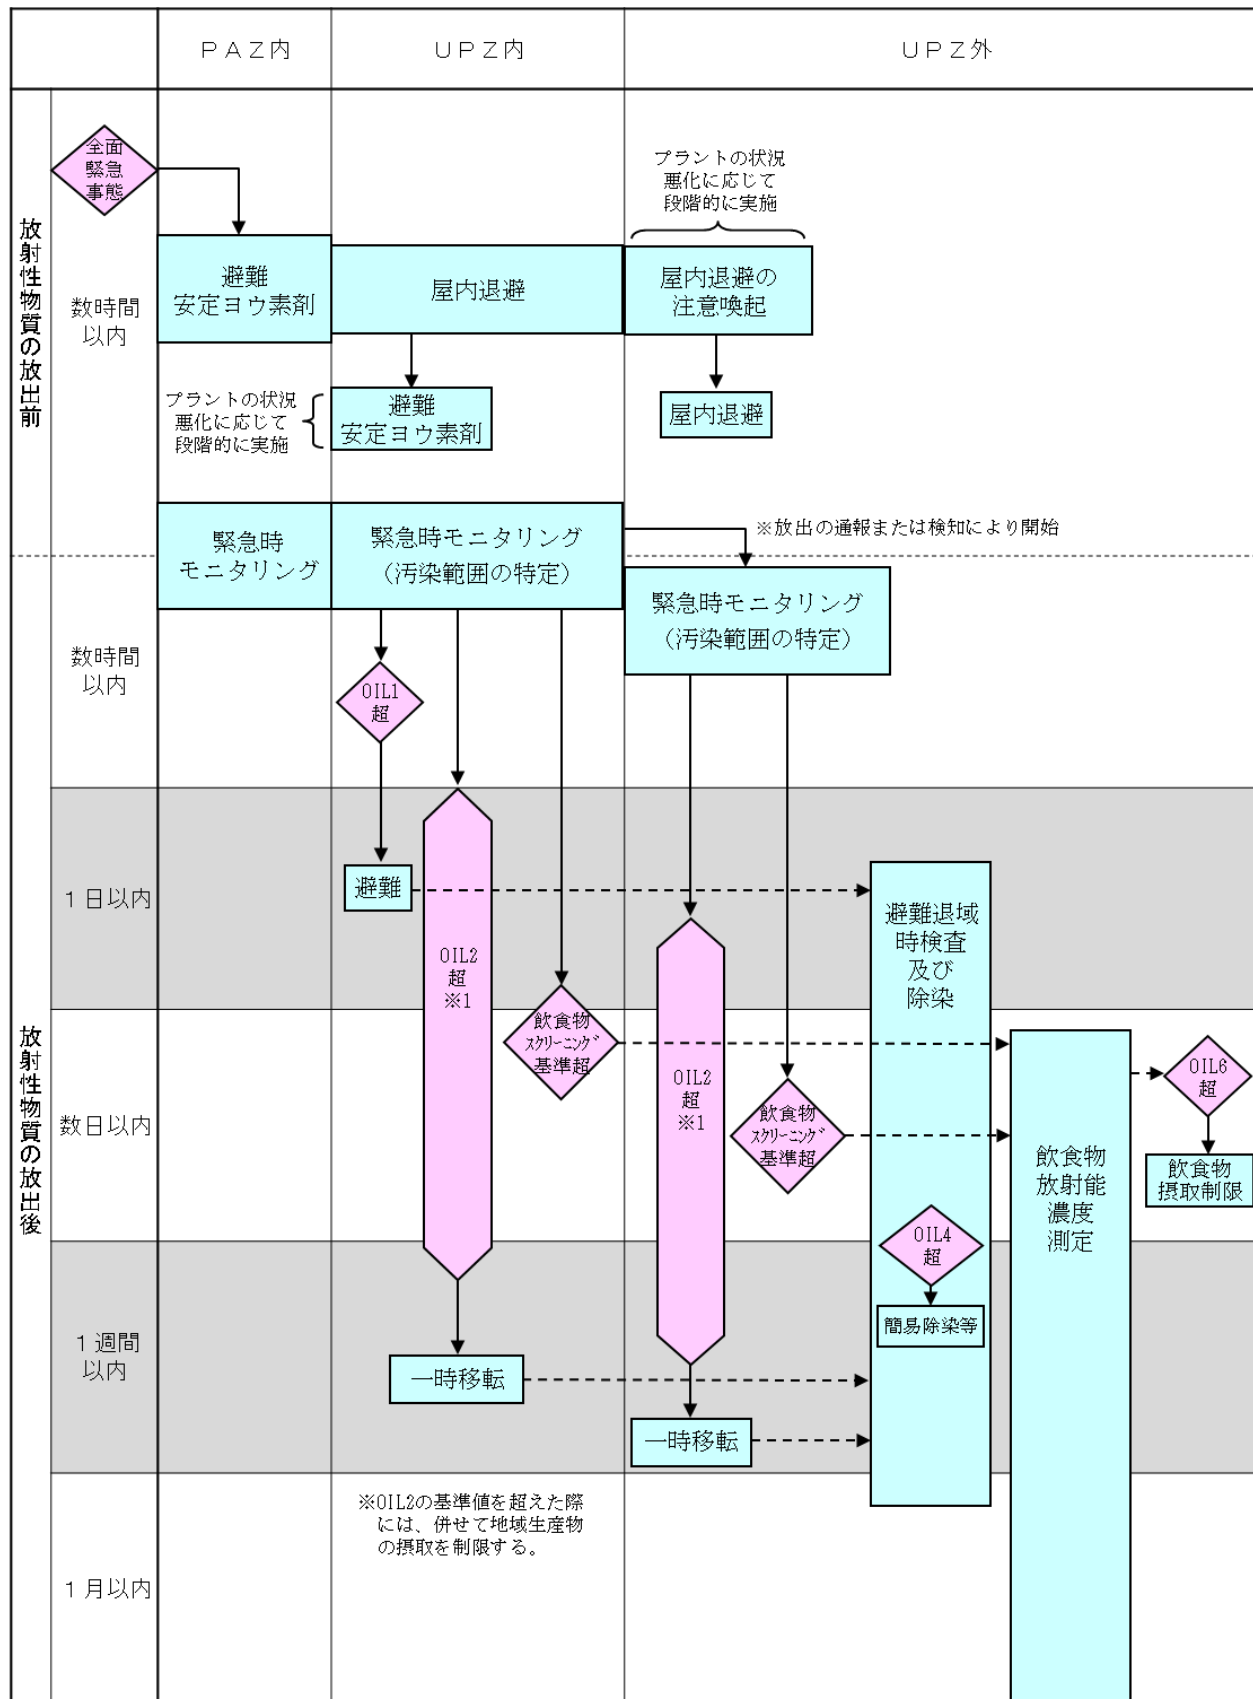 ＰＡＺ内
ＵＰＺ内
ＵＰＺ外
放射性物質の放出前
数時間
以内
全面
緊急
事態
避難
安定ヨウ素剤
屋内退避
プラントの状況
悪化に応じて
段階的に実施
屋内退避の
注意喚起
プラントの状況
悪化に応じて
段階的に実施
避難
安定ヨウ素剤
屋内退避
緊急時
モニタリング
緊急時モニタリング
（汚染範囲の特定）
※放出の通報または検知により開始
緊急時モニタリング
（汚染範囲の特定）
放射性物質の放出後
数時間
以内
OIL1
超
１日以内
避難
OIL2
超
※1
避難退域
時検査
及び
除染
数日以内
飲食物
ｽｸﾘｰﾆﾝｸﾞ
基準超
OIL2
超
※1
飲食物
ｽｸﾘｰﾆﾝｸﾞ
基準超
飲食物
放射能
濃度
測定
OIL6
超
飲食物
摂取制限
OIL4
超
１週間
以内
簡易除染等
一時移転
一時移転
１月以内
※OIL2の基準値を超えた際
には、併せて地域生産物
の摂取を制限する。